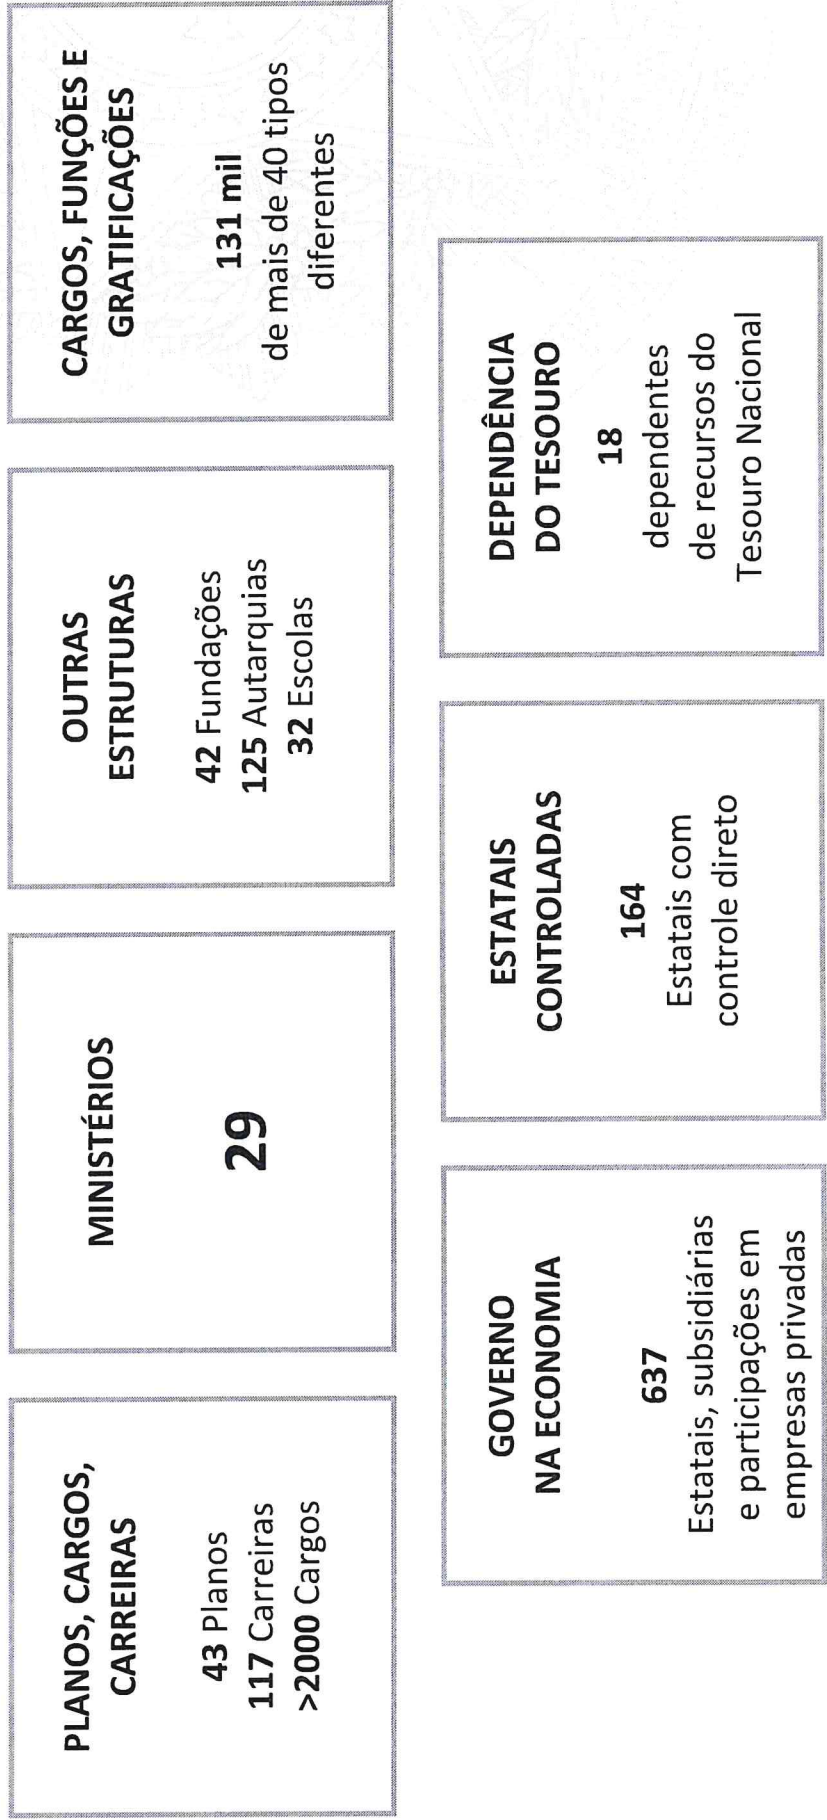 PLANOS, CARGOS,
CARREIRAS
43 Planos
117 Carreiras
>2000 Cargos
MINISTÉRIOS
29
OUTRAS
ESTRUTURAS
42 Fundações
125 Autarquias
32 Escolas
CARGOS, FUNÇÕES E
GRATIFICAÇÕES
131 mil
de mais de 40 tipos
diferentes
GOVERNO
NA ECONOMIA
637
Estatais, subsidiárias
e participações em
empresas privadas
ESTATAIS
CONTROLADAS
164
Estatais com
controle direto
DEPENDÊNCIA
DO TESOURO
18
dependentes
de recursos do
Tesouro Nacional